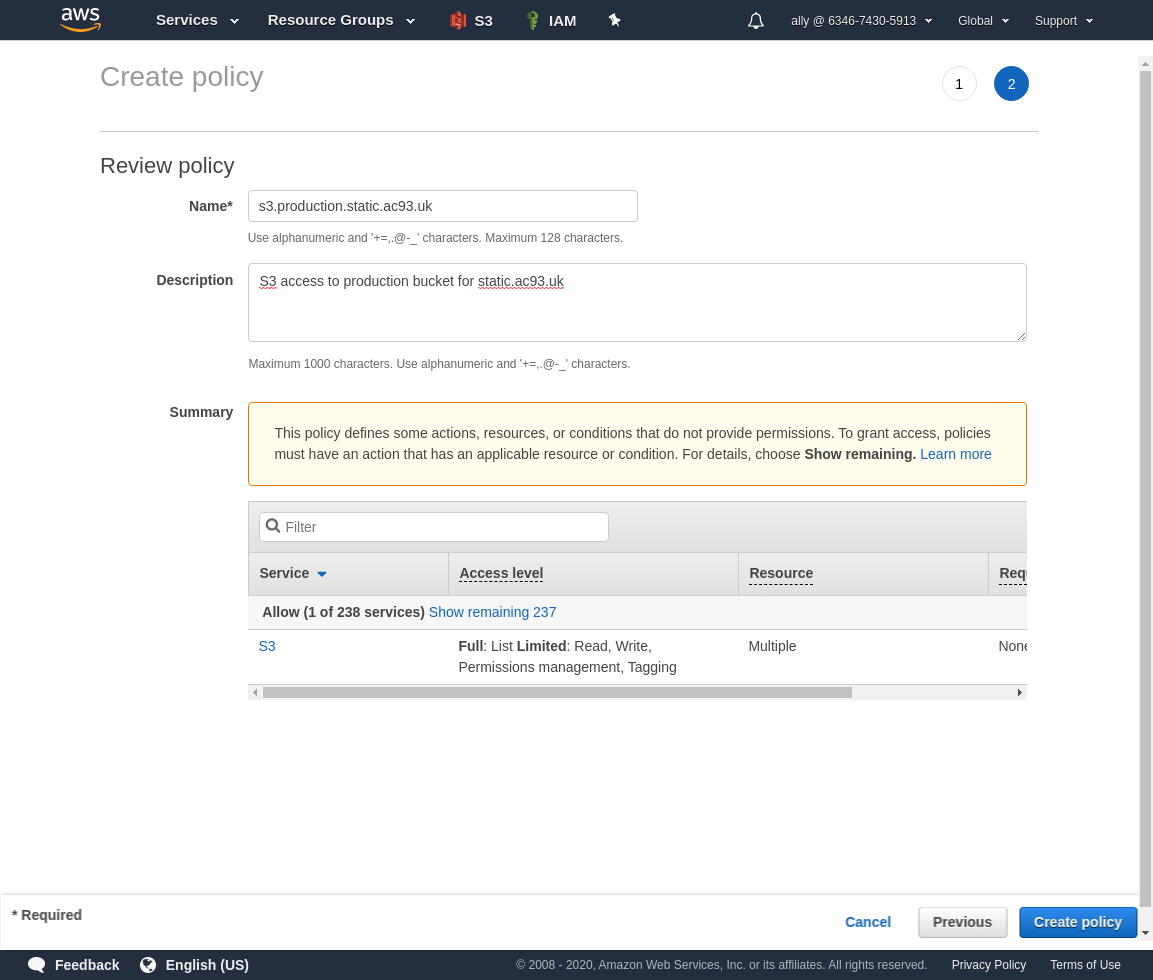 aws Services Resource Groups S3 IAM ally @ 6346-7430-5913 Global Support
Create policy 1 2
Review policy
Name* s3.production.static.ac93.uk
Use alphanumeric and '+=,.@-_' characters. Maximum 128 characters.
Description S3 access to production bucket for static.ac93.uk
Maximum 1000 characters. Use alphanumeric and '+=,.@-_' characters.
Summary
This policy defines some actions, resources, or conditions that do not provide permissions. To grant access, policies
must have an action that has an applicable resource or condition. For details, choose Show remaining. Learn more
Filter
Service Access level Resource Requ
Allow (1 of 238 services) Show remaining 237
S3 Full: List Limited: Read, Write, Multiple None
Permissions management, Tagging
* Required Cancel Previous Create policy
Feedback English (US) © 2008 - 2020, Amazon Web Services, Inc. or its affiliates. All rights reserved. Privacy Policy Terms of Use